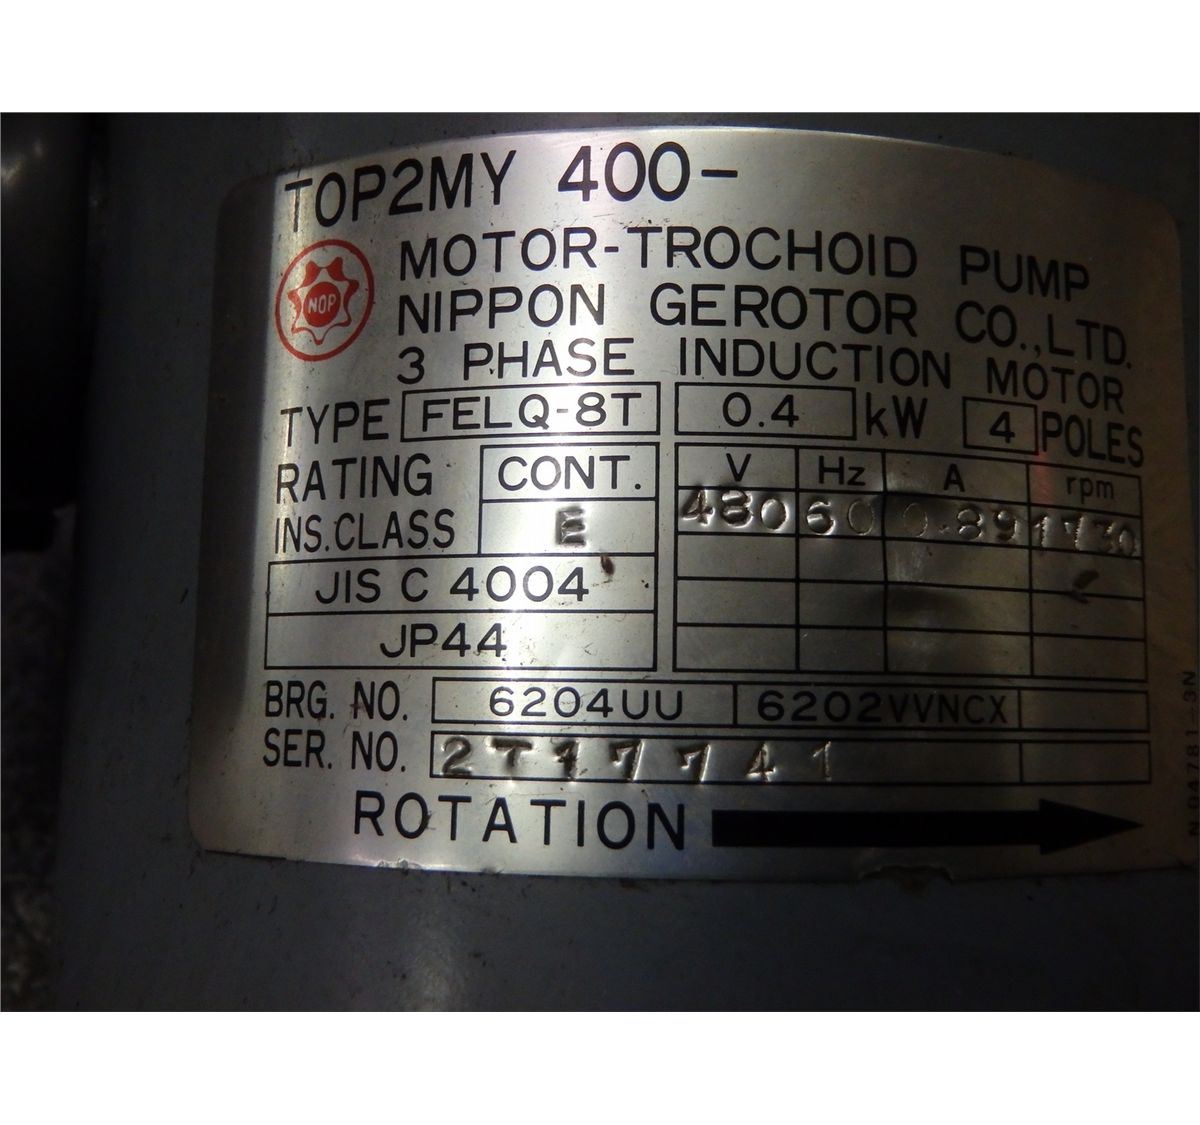 TOP2MY 400-
NOP
MOTOR-TROCHOID PUMP
NIPPON GEROTOR CO.,LTD.
3 PHASE INDUCTION MOTOR
TYPE FELQ-8T 0.4 kW 4 POLES
RATING CONT. V Hz A rpm
INS.CLASS E 480 60 0.89 1730
JIS C 4004
JP44
BRG. NO. 6204UU 6202VVNCX
SER. NO. 2T17741
ROTATION